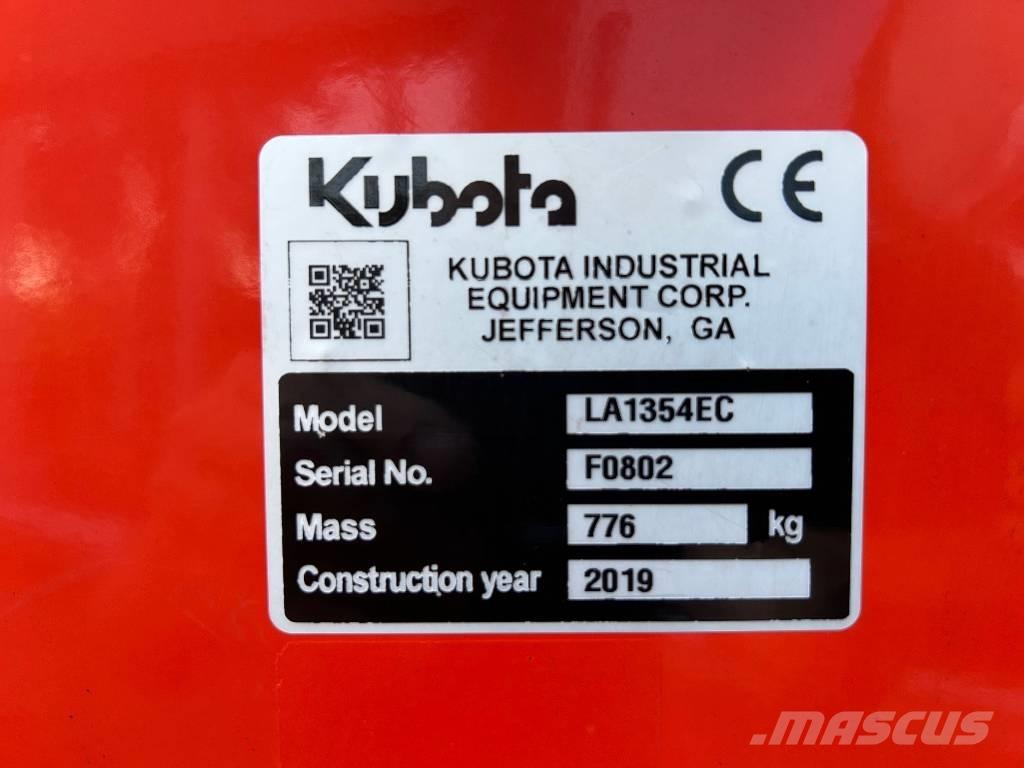 Kubota CE
KUBOTA INDUSTRIAL
EQUIPMENT CORP.
JEFFERSON, GA
Model LA1354EC
Serial No. F0802
Mass 776 kg
Construction year 2019
MASCUS